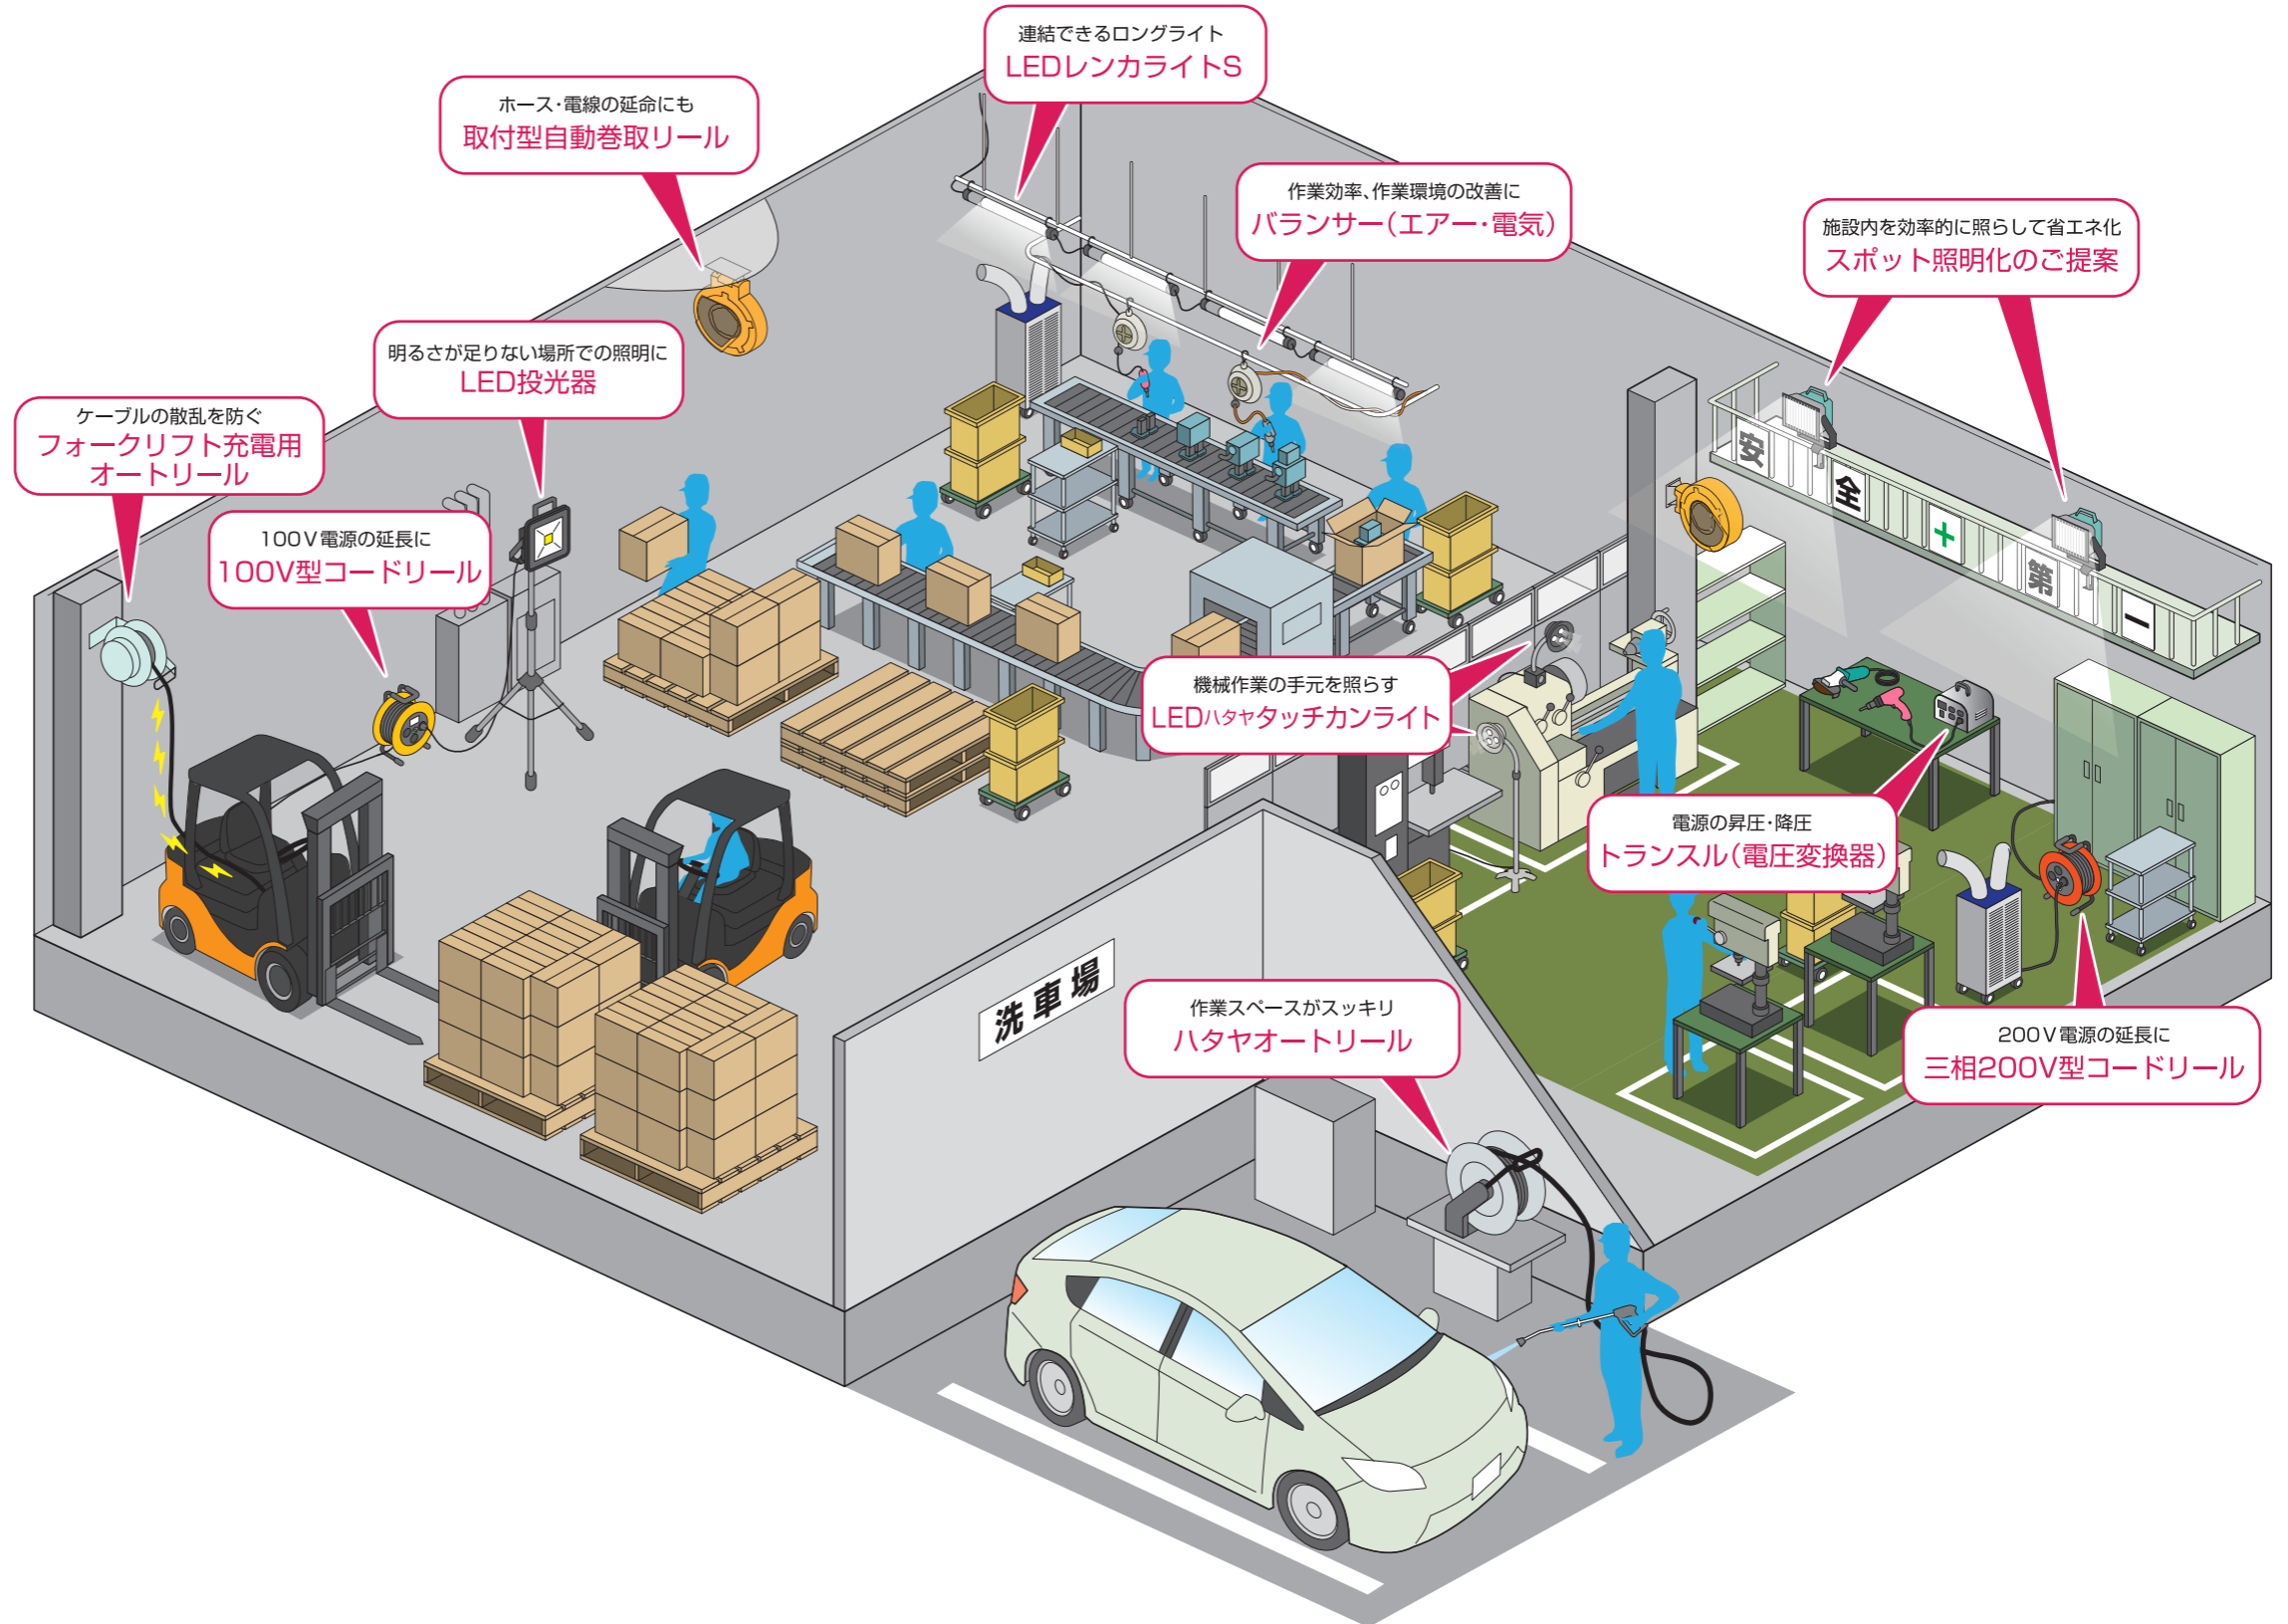 連結できるロングライト
LEDレンカライトS
ホース・電線の延命にも
取付型自動巻取リール
作業効率、作業環境の改善に
バランサー(エアー・電気)
施設内を効率的に照らして省エネ化
スポット照明化のご提案
明るさが足りない場所での照明に
LED投光器
ケーブルの散乱を防ぐ
フォークリフト充電用
オートリール
100V電源の延長に
100V型コードリール
安全+第一
機械作業の手元を照らす
LEDハタヤタッチカンライト
電源の昇圧・降圧
トランスル(電圧変換器)
洗車場
作業スペースがスッキリ
ハタヤオートリール
200V電源の延長に
三相200V型コードリール